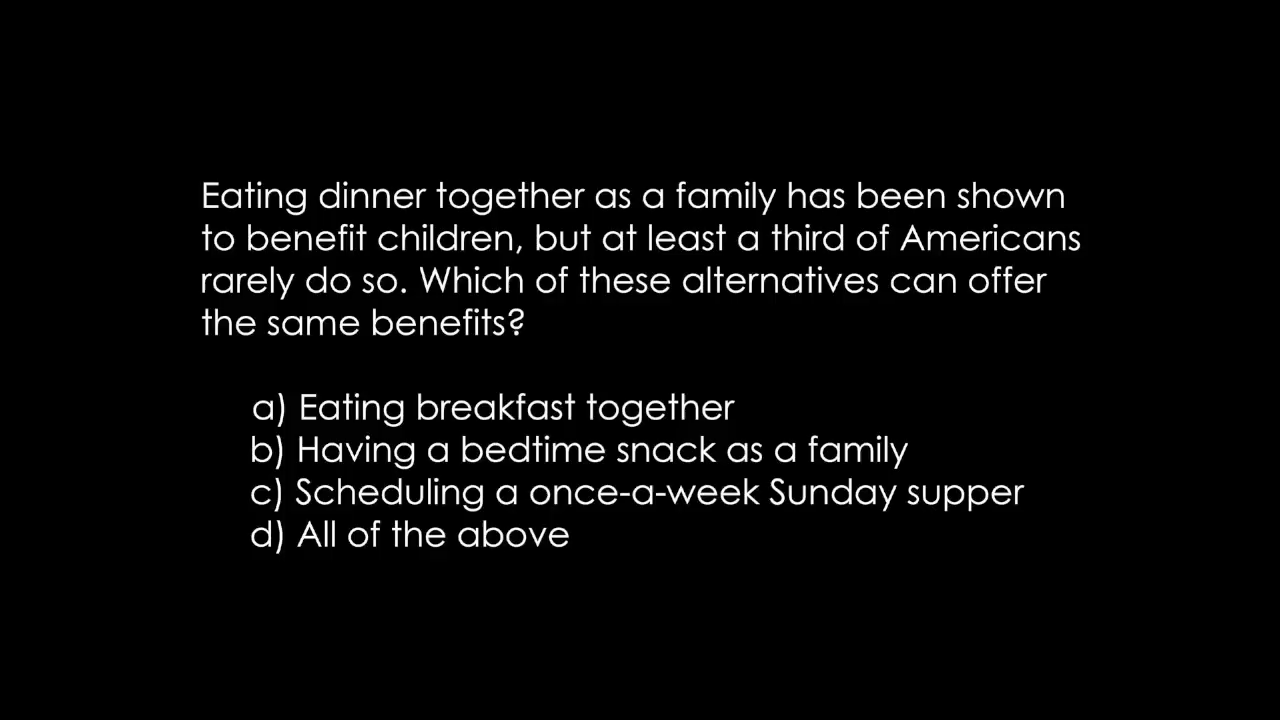 Eating dinner together as a family has been shown
to benefit children, but at least a third of Americans
rarely do so. Which of these alternatives can offer
the same benefits?
a) Eating breakfast together
b) Having a bedtime snack as a family
c) Scheduling a once-a-week Sunday supper
d) All of the above